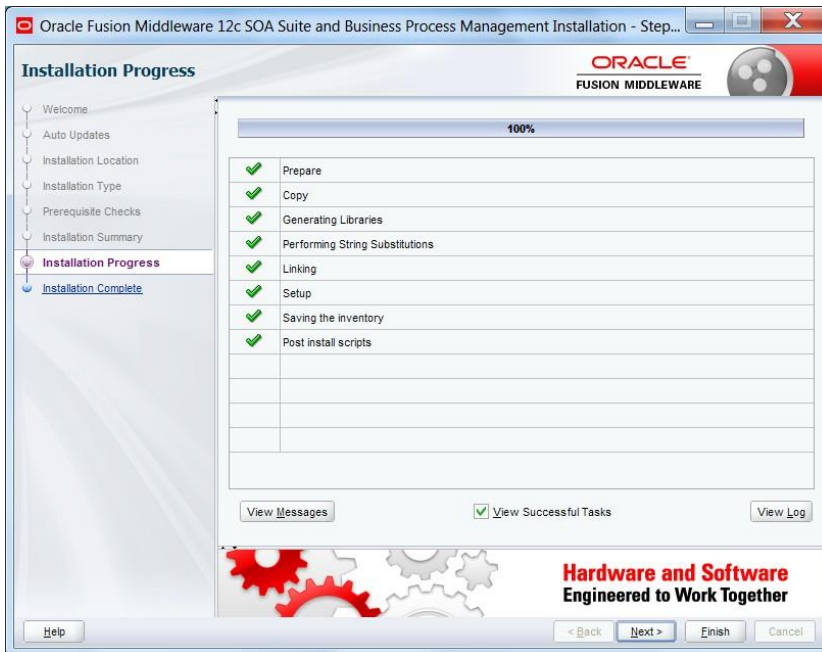 Oracle Fusion Middleware 12c SOA Suite and Business Process Management Installation - Step...
Installation Progress
ORACLE
FUSION MIDDLEWARE
Welcome
Auto Updates
Installation Location
Installation Type
Prerequisite Checks
Installation Summary
Installation Progress
Installation Complete
100%
Prepare
Copy
Generating Libraries
Performing String Substitutions
Linking
Setup
Saving the inventory
Post install scripts
View Messages
View Successful Tasks
View Log
Hardware and Software
Engineered to Work Together
Help
< Back
Next >
Finish
Cancel